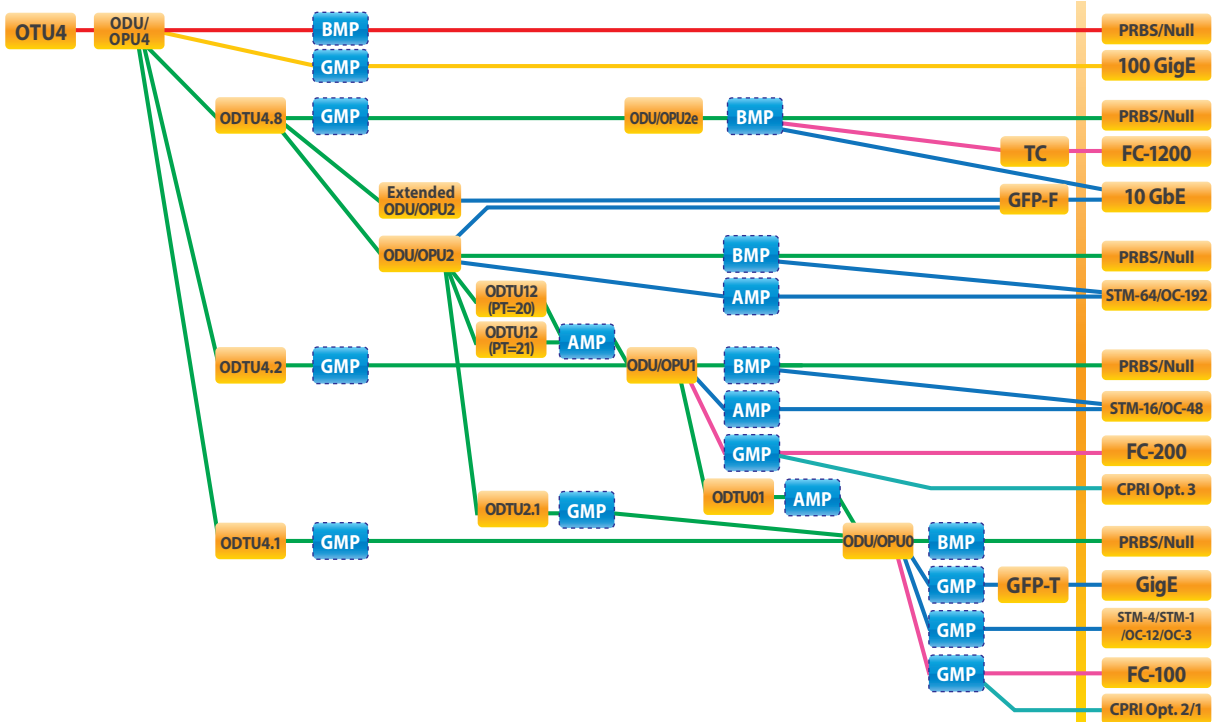 OTU4
ODU/
OPU4
BMP
PRBS/Null
GMP
100 GigE
ODTU4.8
GMP
ODU/OPU2e
BMP
PRBS/Null
TC
FC-1200
Extended
ODU/OPU2
GFP-F
10 GbE
ODU/OPU2
BMP
PRBS/Null
ODTU12
(PT=20)
AMP
STM-64/OC-192
ODTU12
(PT=21)
AMP
ODTU4.2
GMP
ODU/OPU1
BMP
PRBS/Null
AMP
STM-16/OC-48
GMP
FC-200
ODTU01
AMP
CPRI Opt. 3
ODTU2.1
GMP
ODTU4.1
GMP
ODU/OPU0
BMP
PRBS/Null
GMP
GFP-T
GigE
GMP
STM-4/STM-1
/OC-12/OC-3
GMP
FC-100
CPRI Opt. 2/1